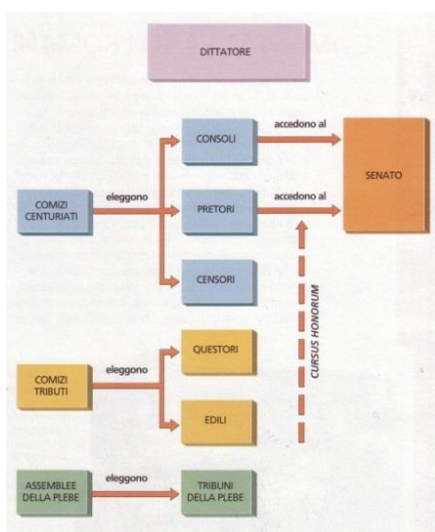 DITTATORE
accedono al
CONSOLI
SENATO
eleggono
COMIZI
CENTURIATI
accedono al
PRETORI
CENSORI
CURSUS HONORUM
QUESTORI
eleggono
COMIZI
TRIBUTI
EDILI
ASSEMBLEE
DELLA PLEBE
eleggono
TRIBUNI
DELLA PLEBE